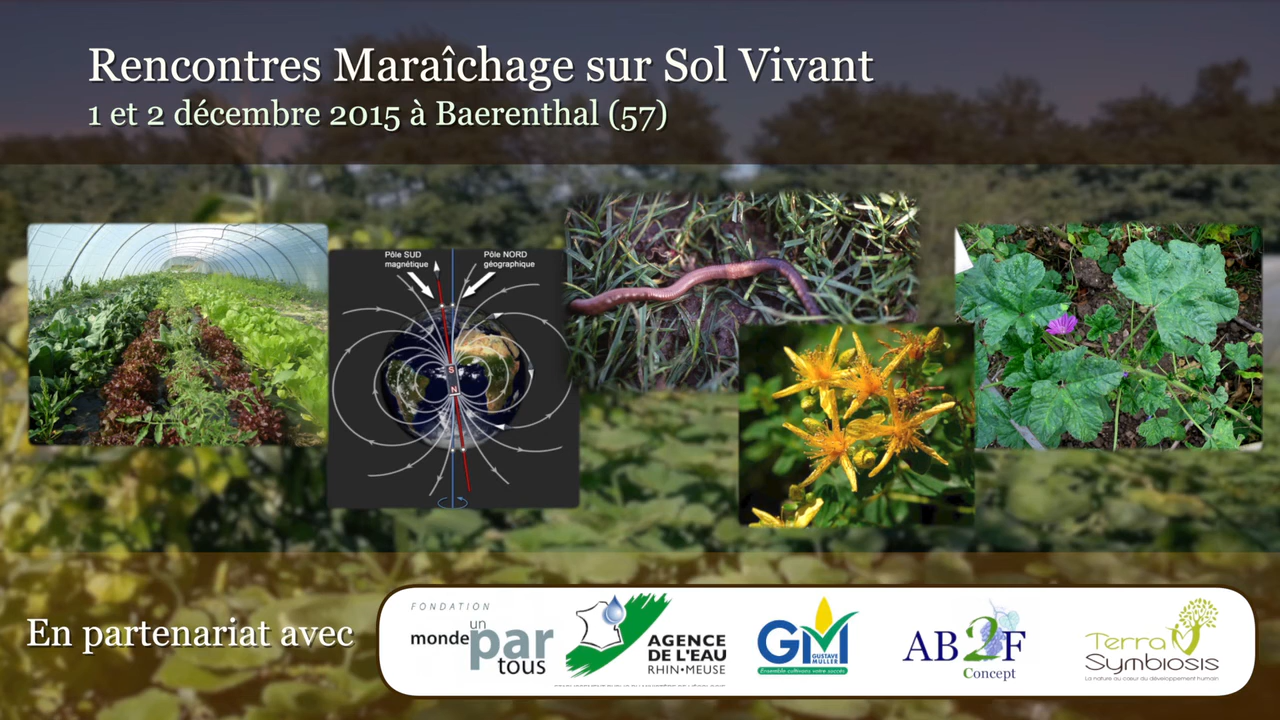 Rencontres Maraîchage sur Sol Vivant
1 et 2 décembre 2015 à Baerenthal (57)
Pôle SUD
magnétique
Pôle NORD
géographique
S
N
En partenariat avec
FONDATION
un
monde par
tous
AGENCE
DE L'EAU
RHIN•MEUSE
GM
GUSTAVE
MULLER
Ensemble cultivons votre succès
AB2F
Concept
Terra
Symbiosis
La nature au cœur du développement humain